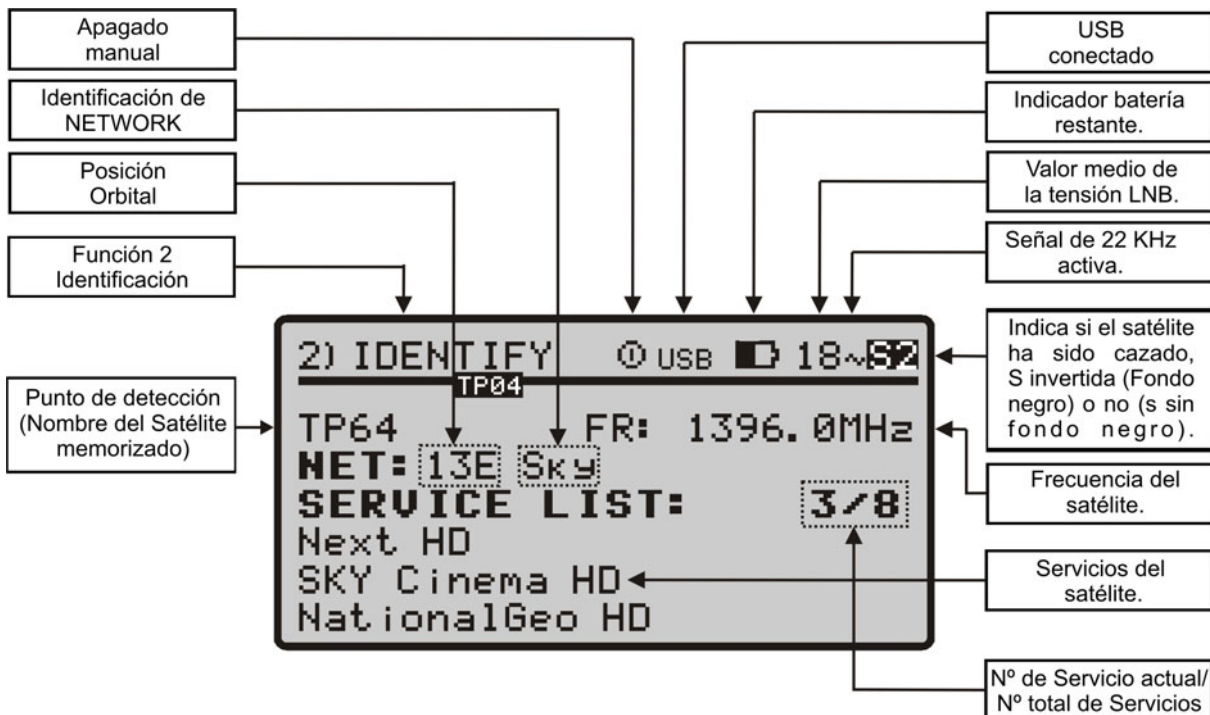 Apagado
manual
Identificación de
NETWORK
Posición
Orbital
Función 2
Identificación
Punto de detección
(Nombre del Satélite
memorizado)
2) IDENTIFY USB 18~S2
TP04
TP64 FR: 1396.0MHz
NET: 13E Sky
SERVICE LIST: 3/8
Next HD
SKY Cinema HD
NationalGeo HD
USB
conectado
Indicador batería
restante.
Valor medio de
la tensión LNB.
Señal de 22 KHz
activa.
Indica si el satélite
ha sido cazado,
S invertida (Fondo
negro) o no (s sin
fondo negro).
Frecuencia del
satélite.
Servicios del
satélite.
Nº de Servicio actual/
Nº total de Servicios